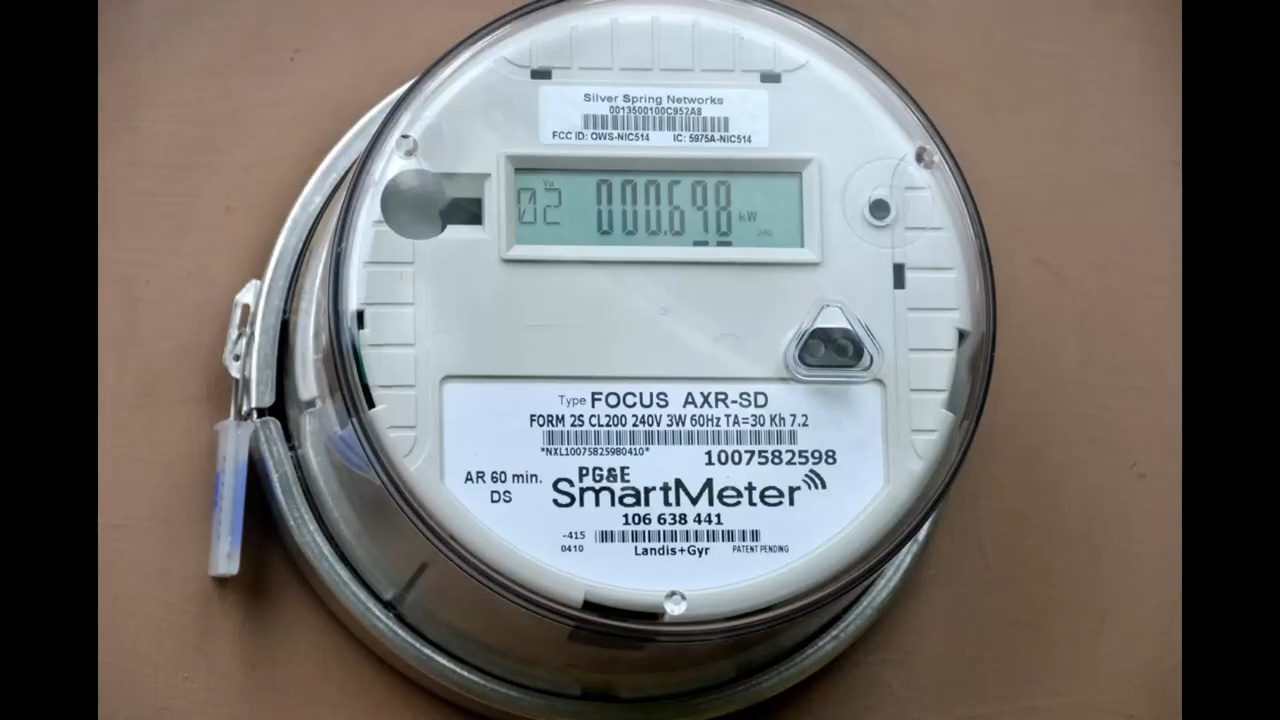 Silver Spring Networks
0013500100C952A8
FCC ID: OWS-NIC514 IC: 5975A-NIC514
Va
02 000.698 kW
240
Type FOCUS AXR-SD
FORM 2S CL200 240V 3W 60Hz TA=30 Kh 7.2
*NXL10075825980410*
1007582598
AR 60 min.
DS
PG&E
SmartMeter
106 638 441
-415
0410
Landis+Gyr PATENT PENDING